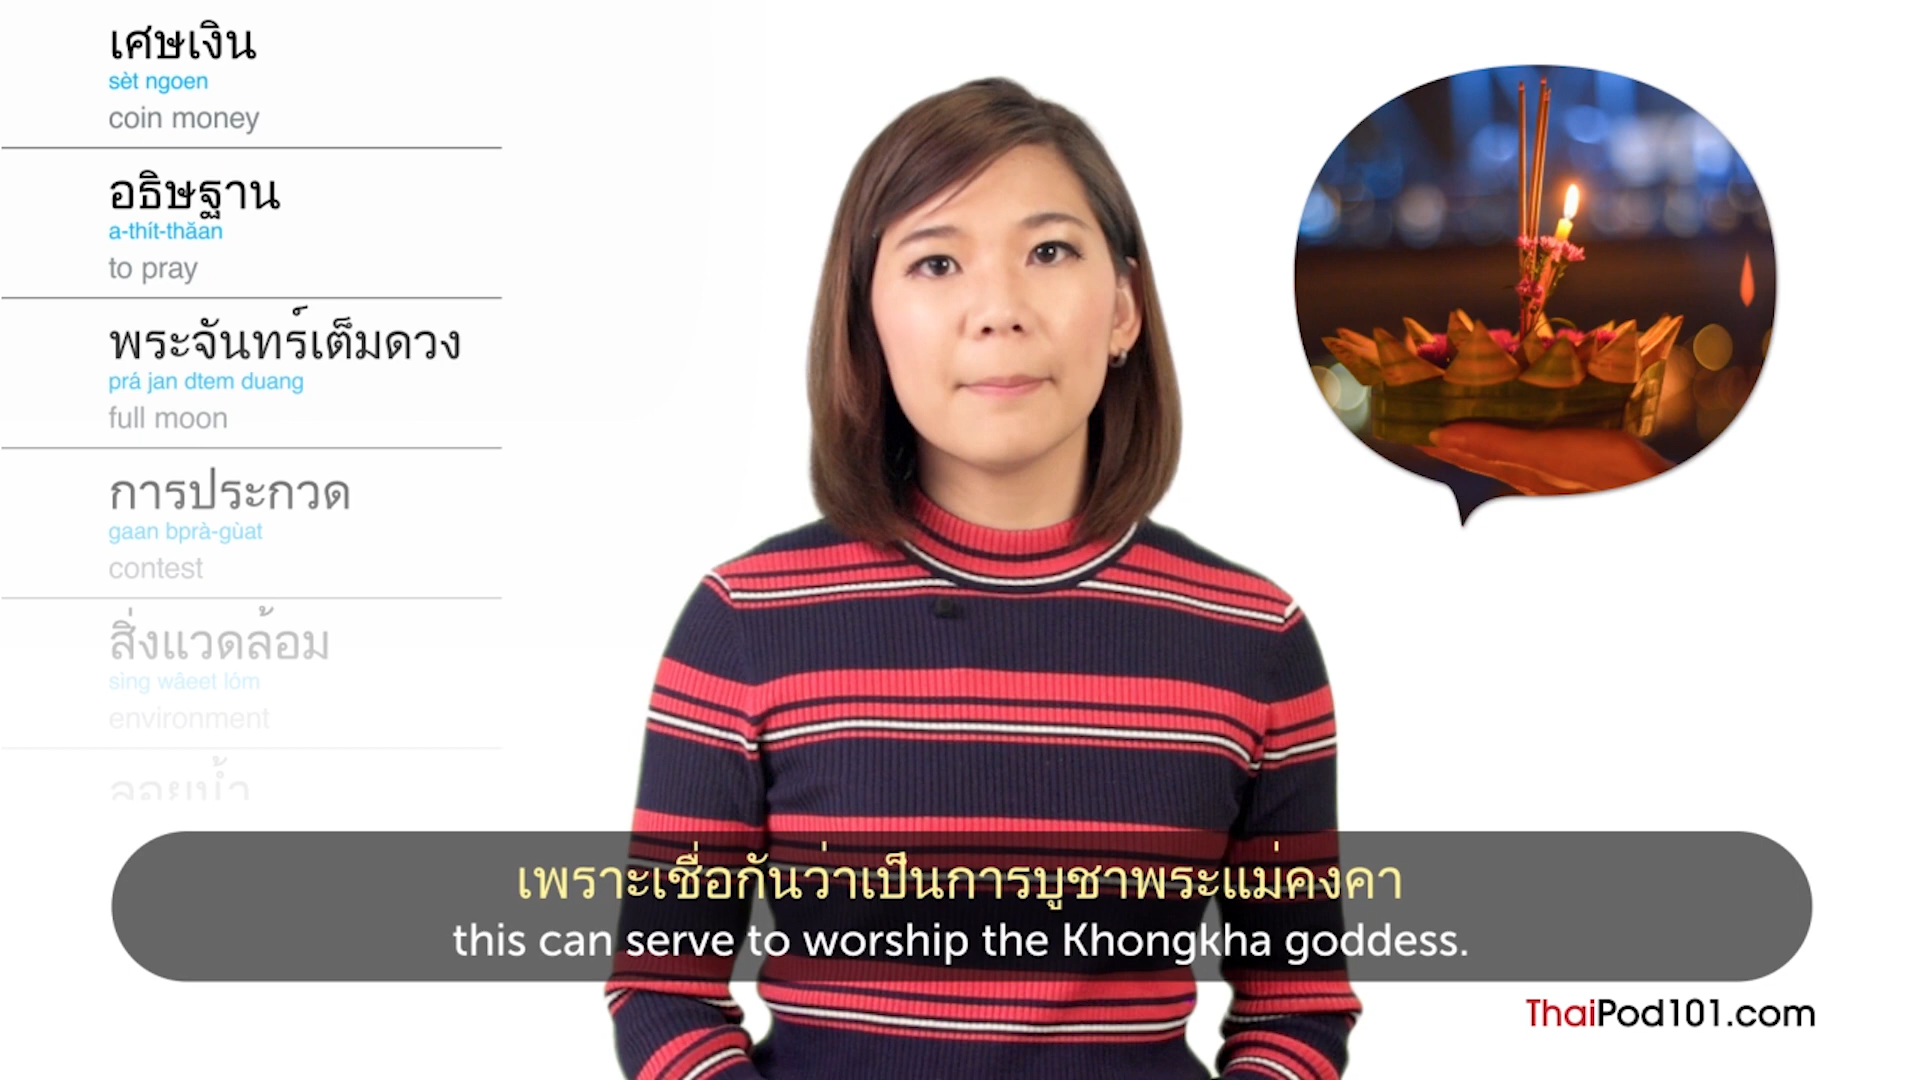 เศษเงิน
sèt ngoen
coin money
อธิษฐาน
a-thít-thăan
to pray
พระจันทร์เต็มดวง
prá jan dtem duang
full moon
การประกวด
gaan bprà-gùat
contest
สิ่งแวดล้อม
sìng wâeet lóm
environment
ลอยน้ำ
เพราะเชื่อกันว่าเป็นการบูชาพระแม่คงคา
this can serve to worship the Khongkha goddess.
ThaiPod101.com